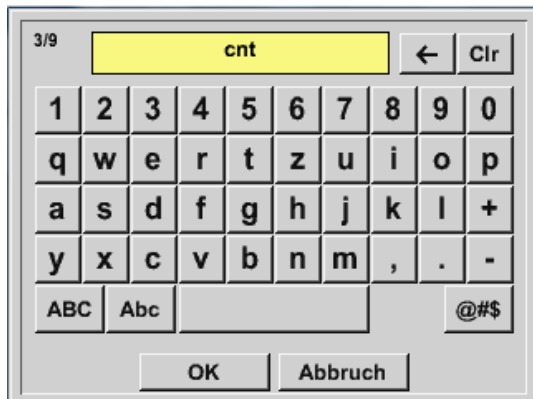 3/9 cnt ← Clr
1 2 3 4 5 6 7 8 9 0
q w e r t z u i o p
a s d f g h j k l +
y x c v b n m , . -
ABC Abc @#$
OK Abbruch